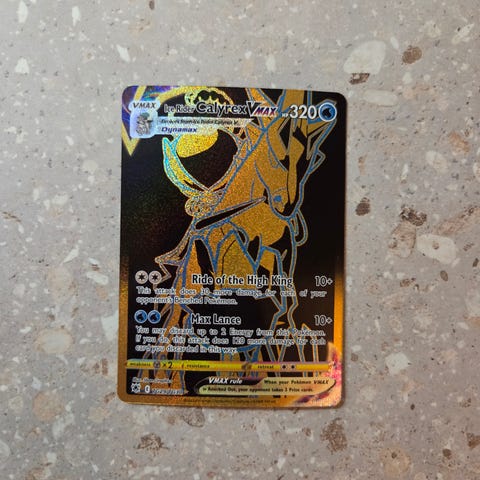 VMAX Ice Rider Calyrex VMAX HP 320
Evolves from Ice Rider Calyrex V
Dynamax
Ride of the High King 10+
This attack does 30 more damage for each of your
opponent's Benched Pokémon.
Max Lance 10+
You may discard up to 2 Energy from this Pokémon.
If you do, this attack does 120 more damage for each
card you discarded in this way.
weakness ×2 resistance retreat
VMAX rule When your Pokémon VMAX
is Knocked Out, your opponent takes 3 Prize cards.